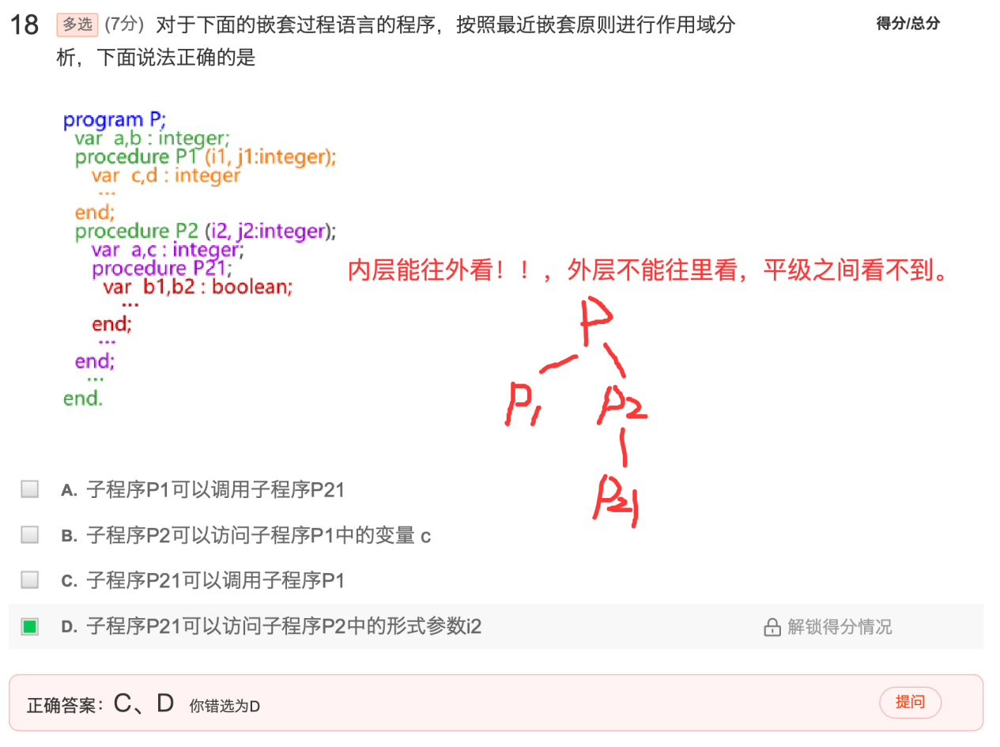 18 多选 (7分) 对于下面的嵌套过程语言的程序，按照最近嵌套原则进行作用域分 得分/总分
析，下面说法正确的是
program P;
var a,b : integer;
procedure P1 (i1, j1:integer);
var c,d : integer
...
end;
procedure P2 (i2, j2:integer);
var a,c : integer;
procedure P21;
var b1,b2 : boolean;
...
end;
...
end;
...
end.
内层能往外看！！，外层不能往里看，平级之间看不到。
P
P1 P2
P21
A. 子程序P1可以调用子程序P21
B. 子程序P2可以访问子程序P1中的变量 c
C. 子程序P21可以调用子程序P1
D. 子程序P21可以访问子程序P2中的形式参数i2 解锁得分情况
正确答案：C、D 你错选为D 提问